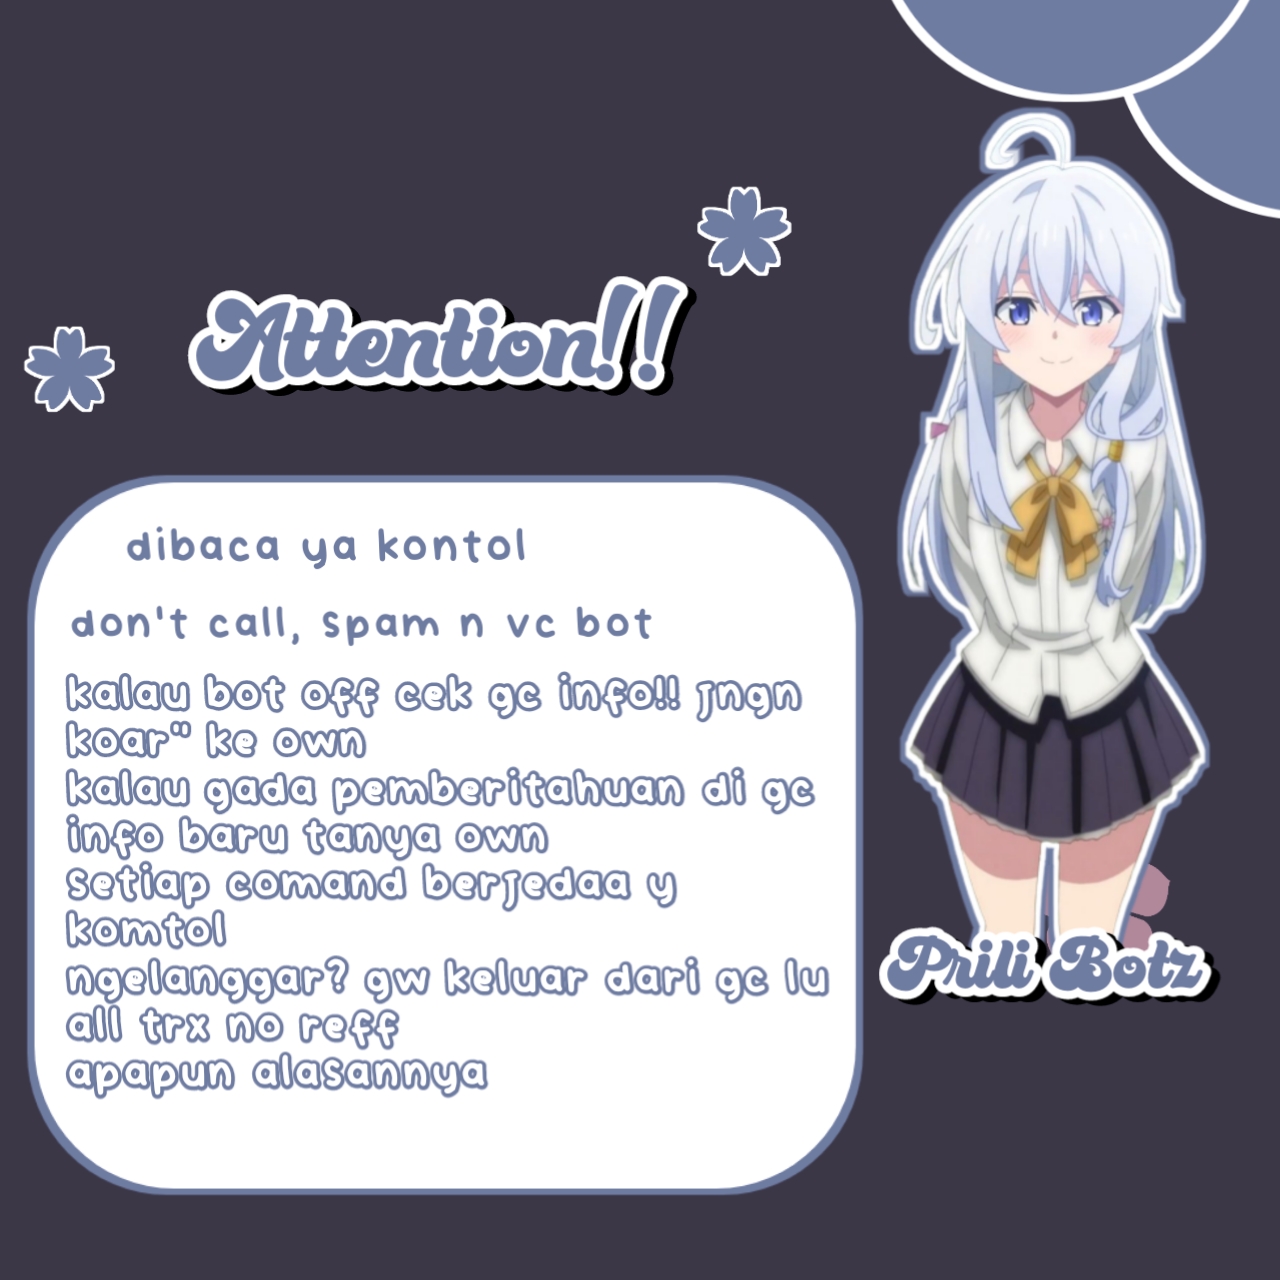 Attention!!
dibaca ya kontol
don't call, spam n vc bot
kalau bot off cek gc info!! jngn
koar" ke own
kalau gada pemberitahuan di gc
info baru tanya own
setiap comand berjedaa y
komtol
ngelanggar? gw keluar dari gc lu
all trx no reff
apapun alasannya
Prili Botz